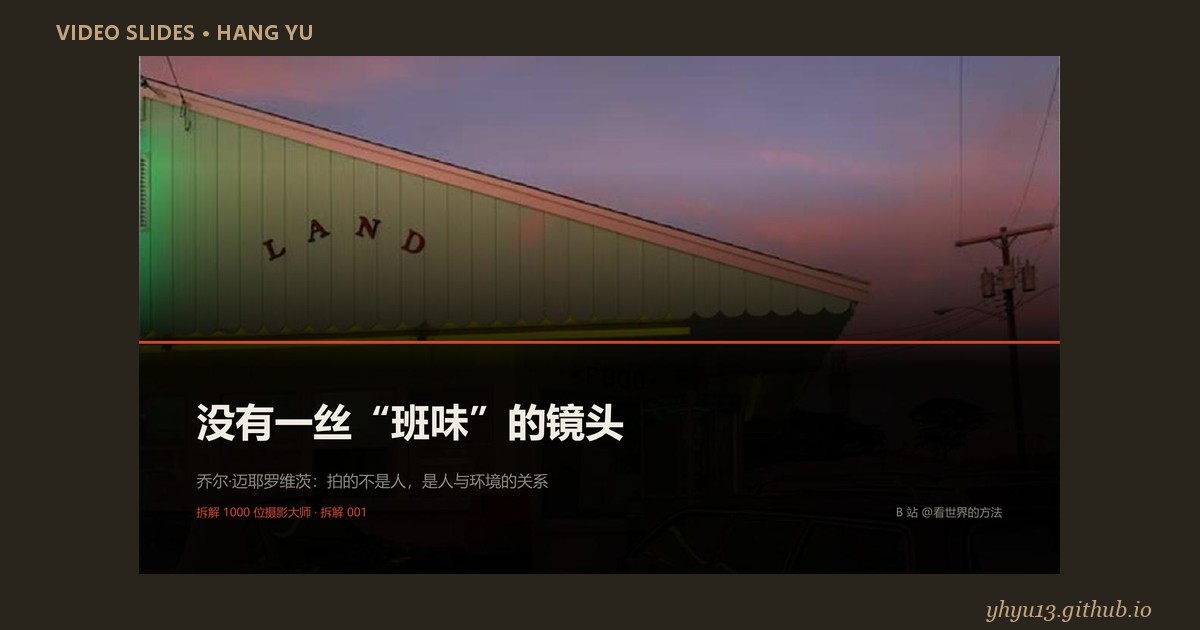 VIDEO SLIDES • HANG YU
LAND
没有一丝“班味”的镜头
乔尔·迈耶罗维茨：拍的不是人，是人与环境的关系
拆解 1000 位摄影大师 · 拆解 001
B 站 @看世界的方法
yhyu13.github.io